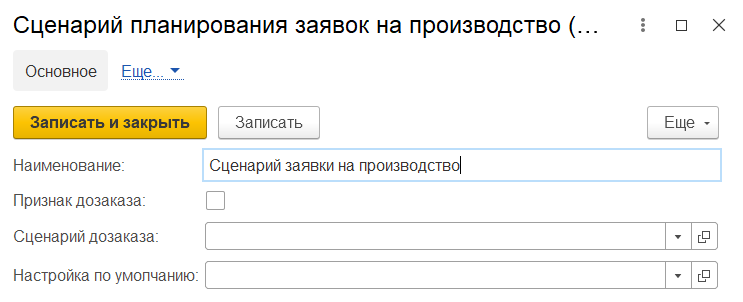 Сценарий планирования заявок на производство (...
Основное Еще...
Записать и закрыть Записать Еще
Наименование: Сценарий заявки на производство
Признак дозаказа:
Сценарий дозаказа:
Настройка по умолчанию: